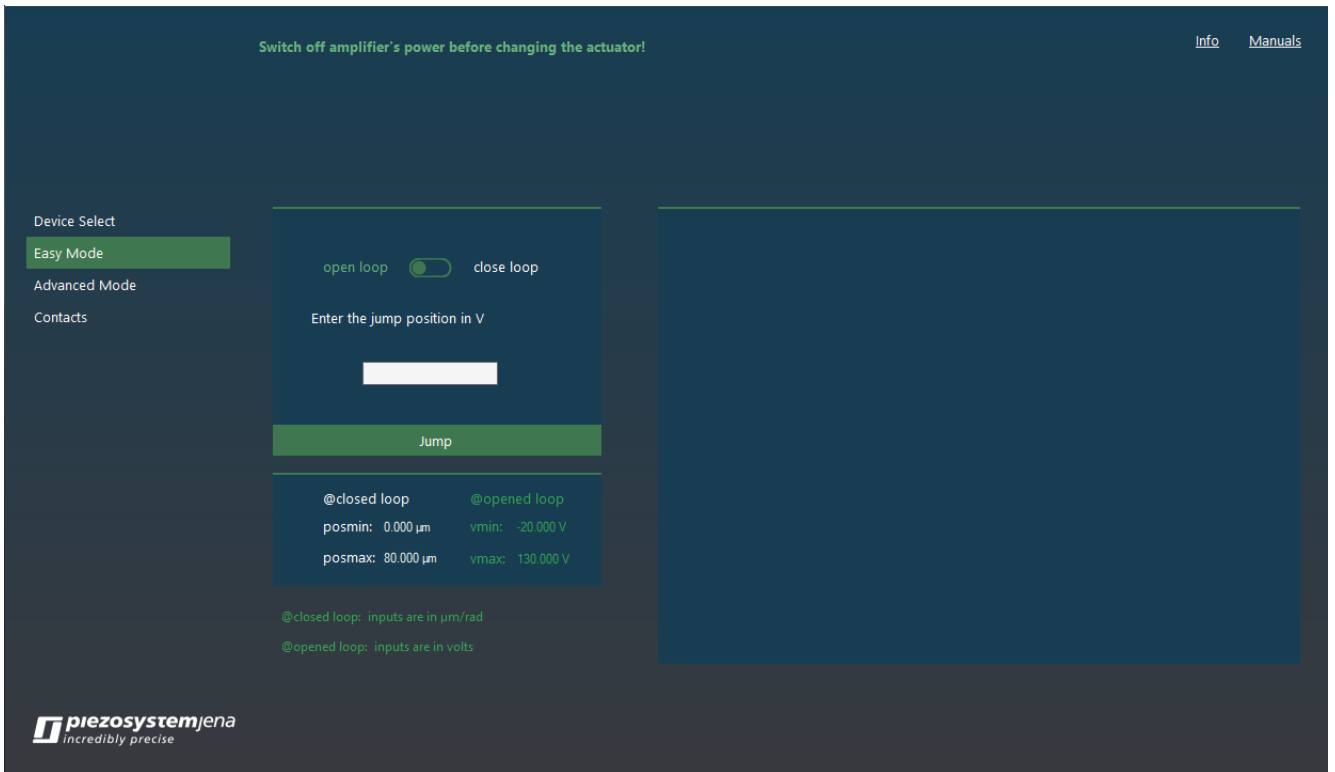 Switch off amplifier's power before changing the actuator!
Info Manuals
Device Select
Easy Mode
Advanced Mode
Contacts
open loop close loop
Enter the jump position in V
Jump
@closed loop @opened loop
posmin: 0.000 µm vmin: -20.000 V
posmax: 80.000 µm vmax: 130.000 V
@closed loop: inputs are in µm/rad
@opened loop: inputs are in volts
piezosystemjena
incredibly precise